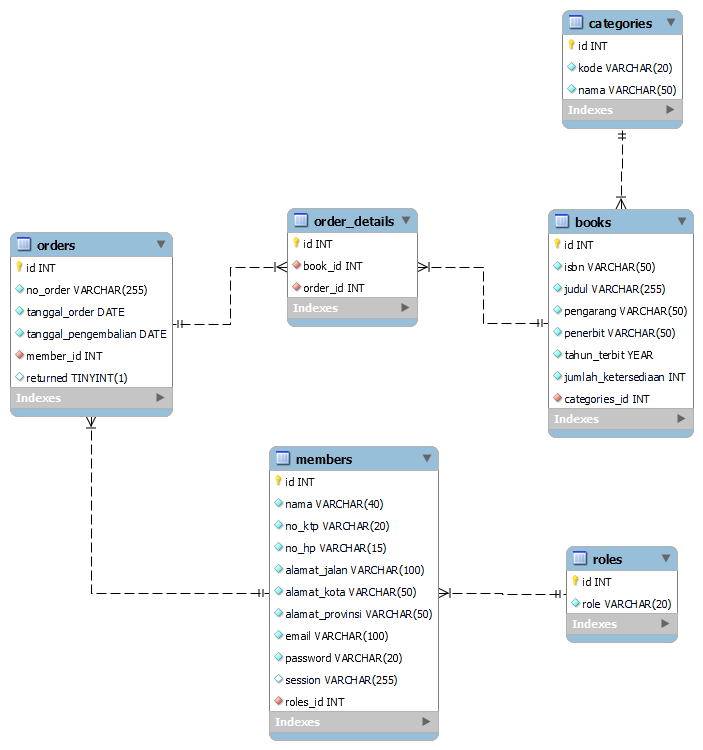 categories
id INT
kode VARCHAR(20)
nama VARCHAR(50)
Indexes
order_details
id INT
book_id INT
order_id INT
Indexes
books
id INT
isbn VARCHAR(50)
judul VARCHAR(255)
pengarang VARCHAR(50)
penerbit VARCHAR(50)
tahun_terbit YEAR
jumlah_ketersediaan INT
categories_id INT
Indexes
orders
id INT
no_order VARCHAR(255)
tanggal_order DATE
tanggal_pengembalian DATE
member_id INT
returned TINYINT(1)
Indexes
members
id INT
nama VARCHAR(40)
no_ktp VARCHAR(20)
no_hp VARCHAR(15)
alamat_jalan VARCHAR(100)
alamat_kota VARCHAR(50)
alamat_provinsi VARCHAR(50)
email VARCHAR(100)
password VARCHAR(20)
session VARCHAR(255)
roles_id INT
Indexes
roles
id INT
role VARCHAR(20)
Indexes